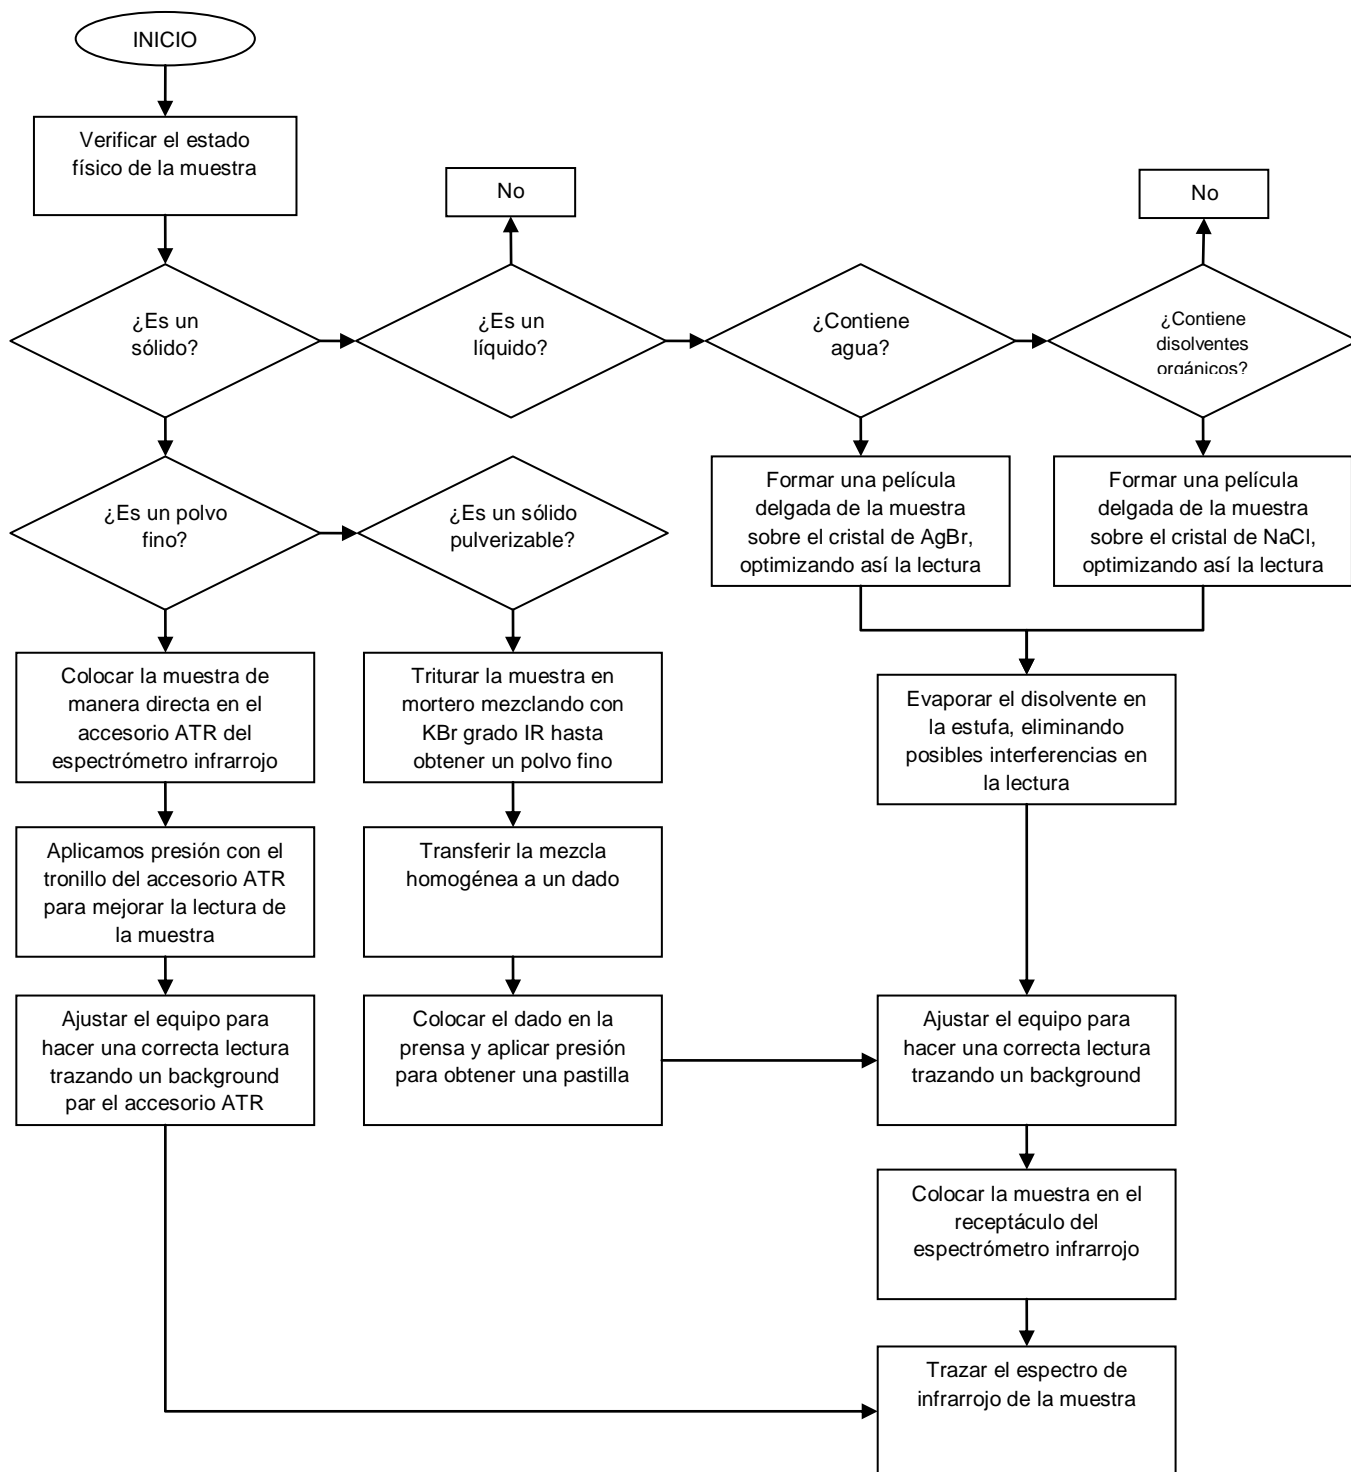 INICIO
Verificar el estado
físico de la muestra
No
No
¿Es un
sólido?
¿Es un
líquido?
¿Contiene
agua?
¿Contiene
disolventes
orgánicos?
¿Es un polvo
fino?
¿Es un sólido
pulverizable?
Formar una película
delgada de la muestra
sobre el cristal de AgBr,
optimizando así la lectura
Formar una película
delgada de la muestra
sobre el cristal de NaCl,
optimizando así la lectura
Colocar la muestra de
manera directa en el
accesorio ATR del
espectrómetro infrarrojo
Triturar la muestra en
mortero mezclando con
KBr grado IR hasta
obtener un polvo fino
Evaporar el disolvente en
la estufa, eliminando
posibles interferencias en
la lectura
Aplicamos presión con el
tronillo del accesorio ATR
para mejorar la lectura de
la muestra
Transferir la mezcla
homogénea a un dado
Ajustar el equipo para
hacer una correcta lectura
trazando un background
par el accesorio ATR
Colocar el dado en la
prensa y aplicar presión
para obtener una pastilla
Ajustar el equipo para
hacer una correcta lectura
trazando un background
Colocar la muestra en el
receptáculo del
espectrómetro infrarrojo
Trazar el espectro de
infrarrojo de la muestra